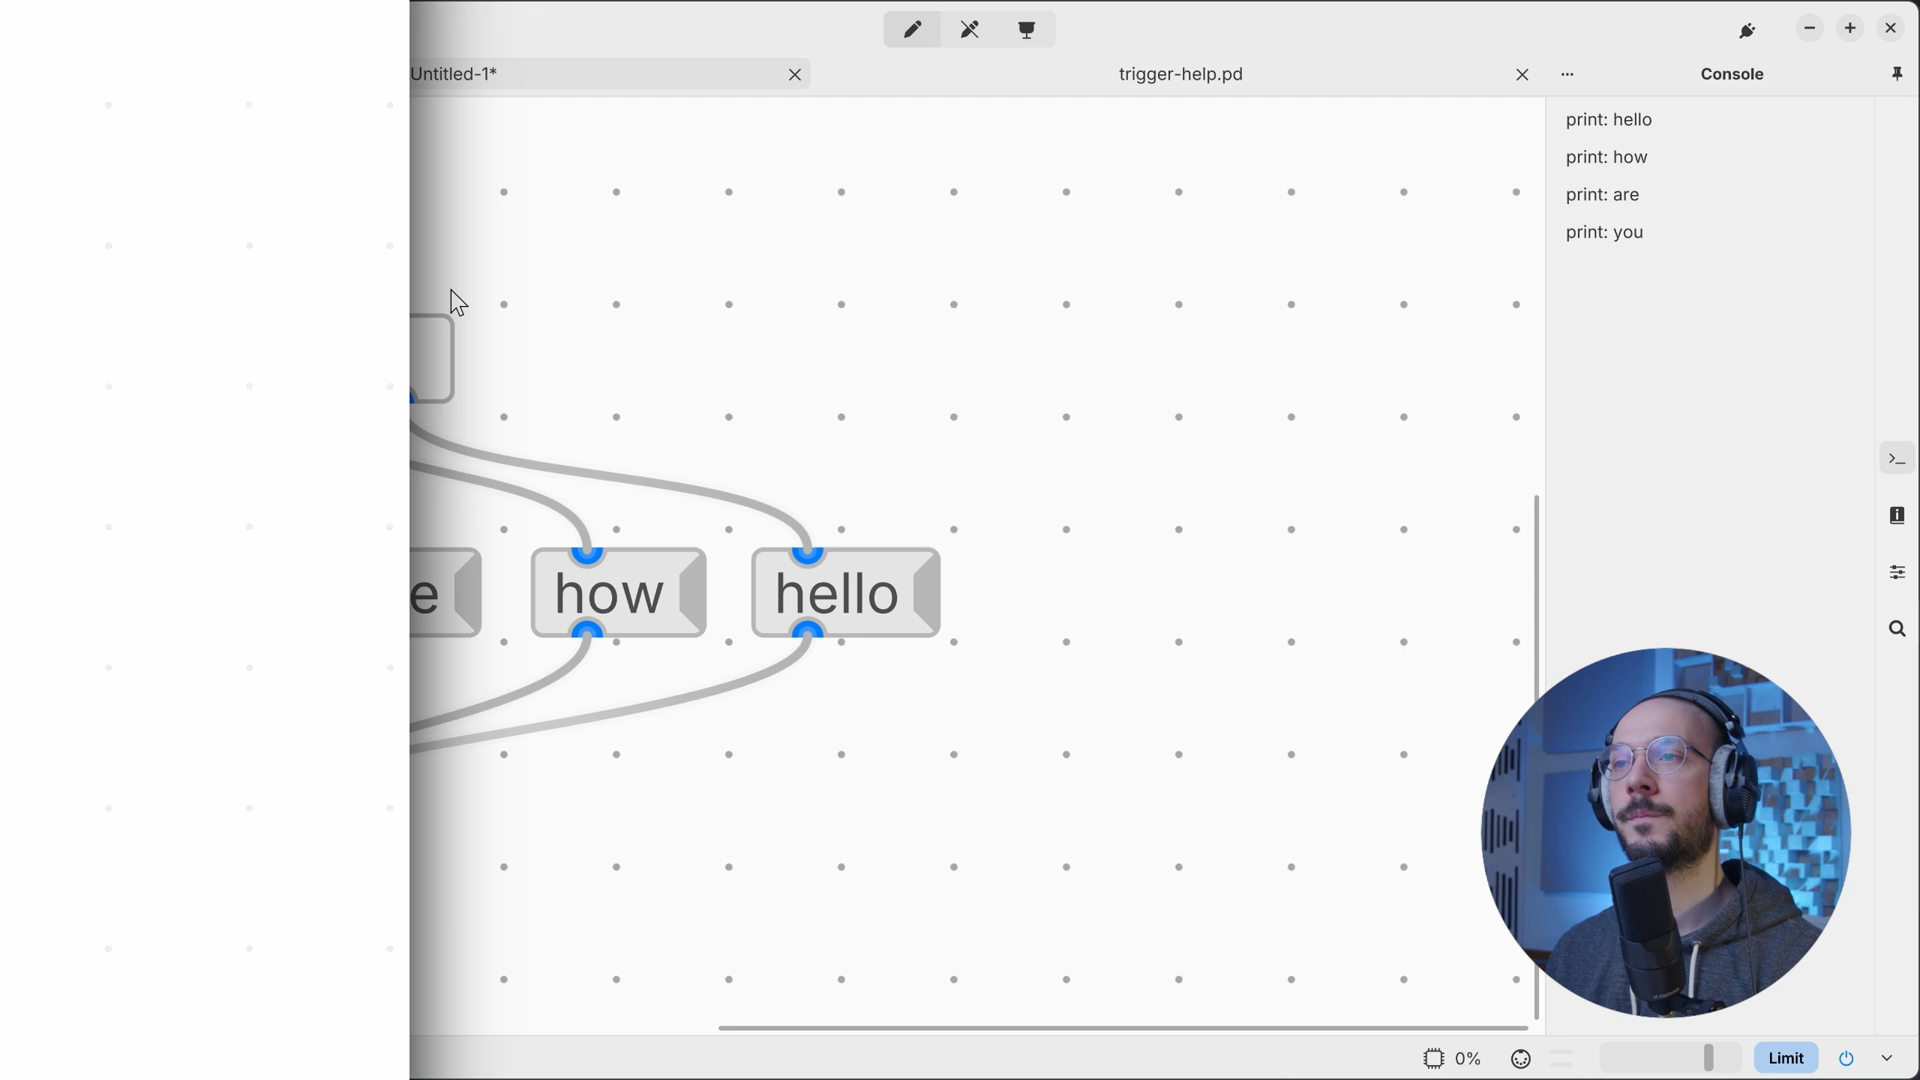 Untitled-1*
trigger-help.pd
Console
print: hello
print: how
print: are
print: you
e
how
hello
0%
Limit